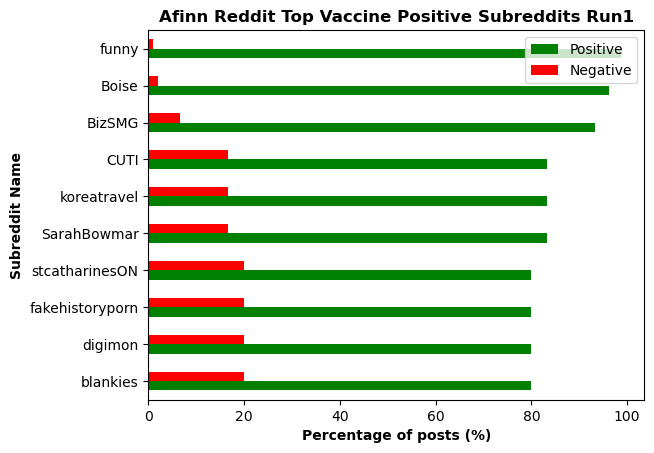 Afinn Reddit Top Vaccine Positive Subreddits Run1
Positive
Negative
Subreddit Name
funny
Boise
BizSMG
CUTI
koreatravel
SarahBowmar
stcatharinesON
fakehistoryporn
digimon
blankies
0 20 40 60 80 100
Percentage of posts (%)